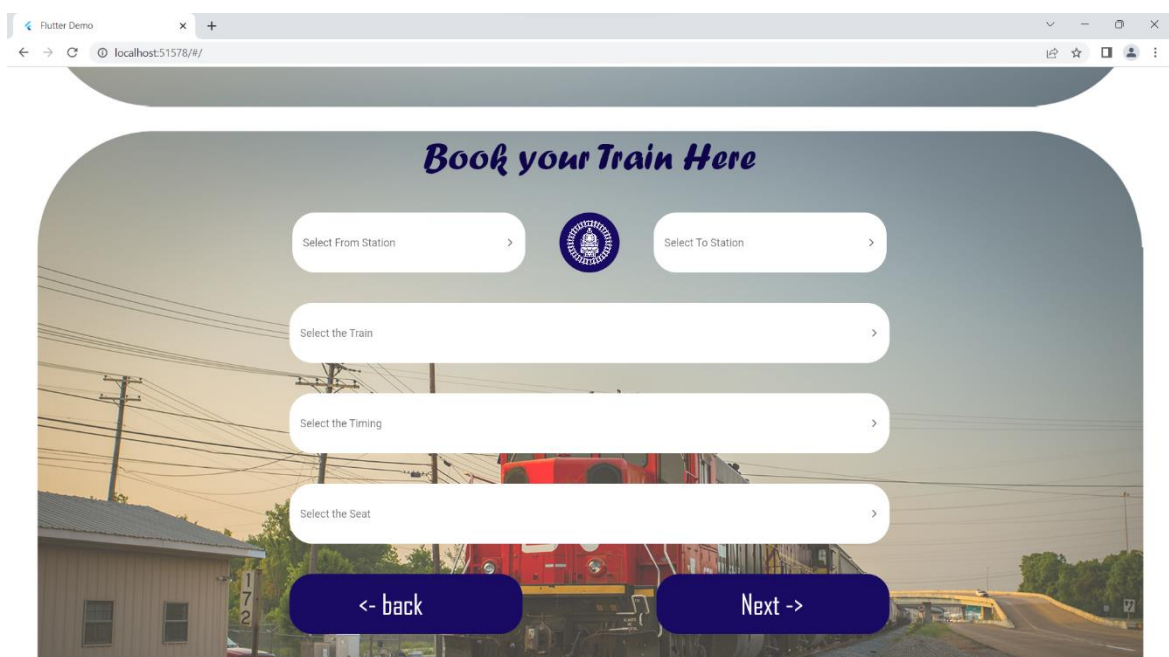 Flutter Demo
localhost:51578/#/
Book your Train Here
Select From Station
Select To Station
Select the Train
Select the Timing
Select the Seat
<- back
Next ->
172